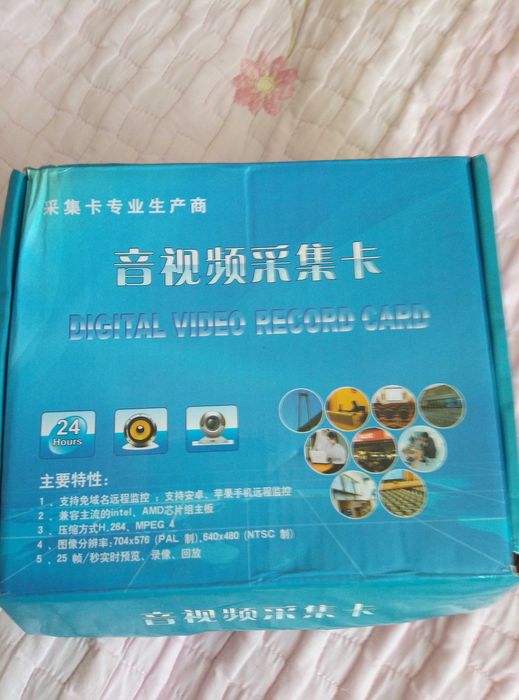 采集卡专业生产商
音视频采集卡
DIGITAL VIDEO RECORD CARD
24
Hours
主要特性：
1、支持免域名远程监控；支持安卓、苹果手机远程监控
2、兼容主流的intel、AMD芯片组主板
3、压缩方式H.264, MPEG 4
4、图像分辨率:704x576 (PAL 制),640x480 (NTSC 制)
5、25 帧/秒实时预览、录像、回放
音视频采集卡